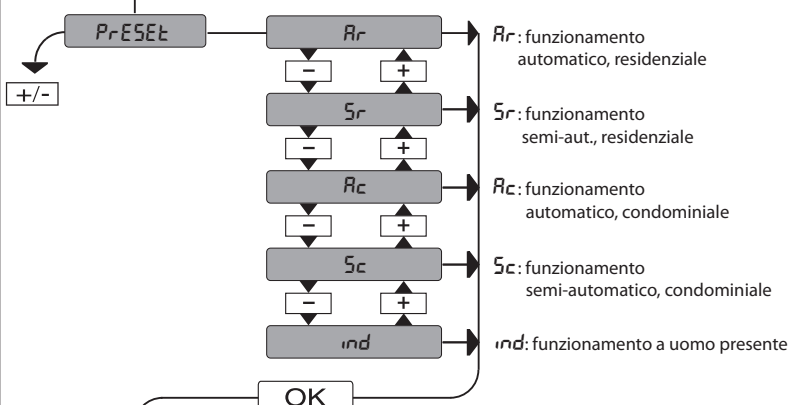 PrESEt
Ar
Ar: funzionamento
automatico, residenziale
+/-
- +
Sr
Sr: funzionamento
semi-aut., residenziale
- +
Ac
Ac: funzionamento
automatico, condominiale
- +
Sc
Sc: funzionamento
semi-automatico, condominiale
- +
ind
ind: funzionamento a uomo presente
OK